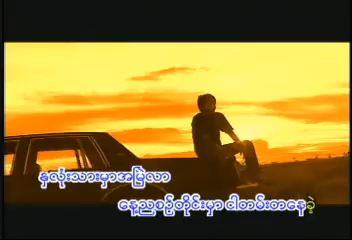 နှလုံးသားမှာအမြဲလာ
နေ့ညစဉ်တိုင်းမှာ ငါတမ်းတနေခဲ့